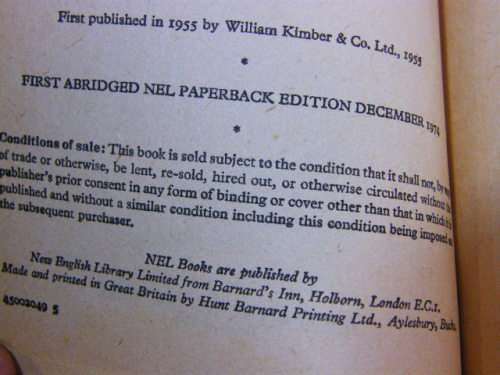 First published in 1955 by William Kimber & Co. Ltd., 1955
*
FIRST ABRIDGED NEL PAPERBACK EDITION DECEMBER 1974
*
Conditions of sale: This book is sold subject to the condition that it shall not, by way
of trade or otherwise, be lent, re-sold, hired out, or otherwise circulated without
publisher's prior consent in any form of binding or cover other than that in which it is
published and without a similar condition including this condition being imposed on
the subsequent purchaser.
NEL Books are published by
New English Library Limited from Barnard's Inn, Holborn, London E.C.1.
Made and printed in Great Britain by Hunt Barnard Printing Ltd., Aylesbury, Bucks.
45002049 5